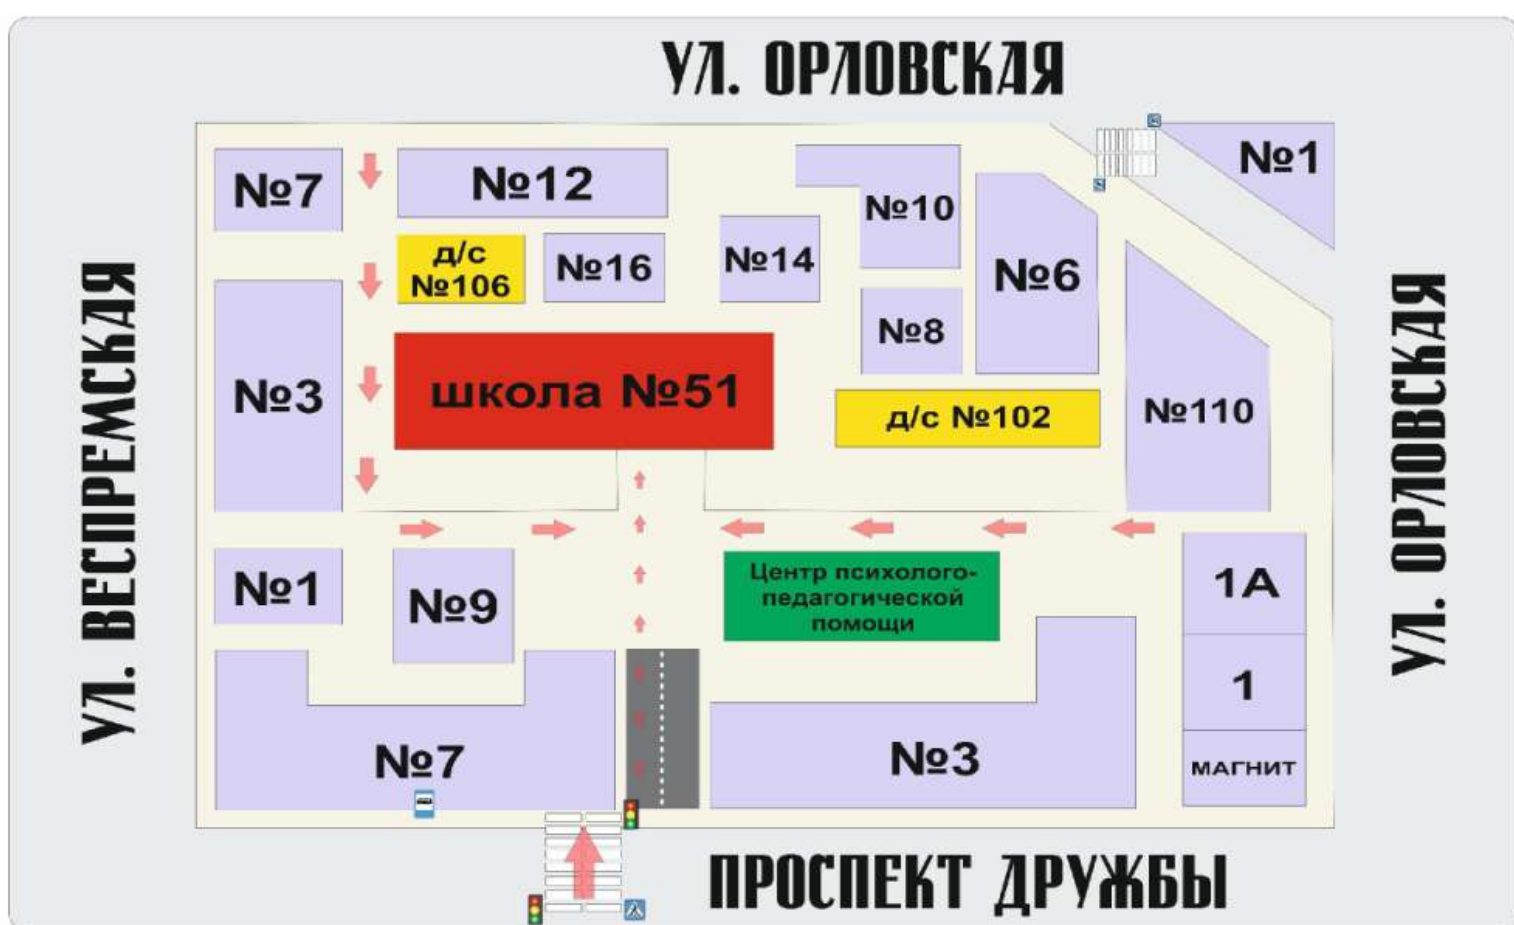 УЛ. ОРЛОВСКАЯ
№7
№12
№10
№1
д/с
№106
№16
№14
№6
№8
УЛ. ВЕСПРЕМСКАЯ
№3
школа №51
д/с №102
№110
УЛ. ОРЛОВСКАЯ
№1
№9
Центр психолого-
педагогической
помощи
1А
1
№7
№3
МАГНИТ
ПРОСПЕКТ ДРУЖБЫ